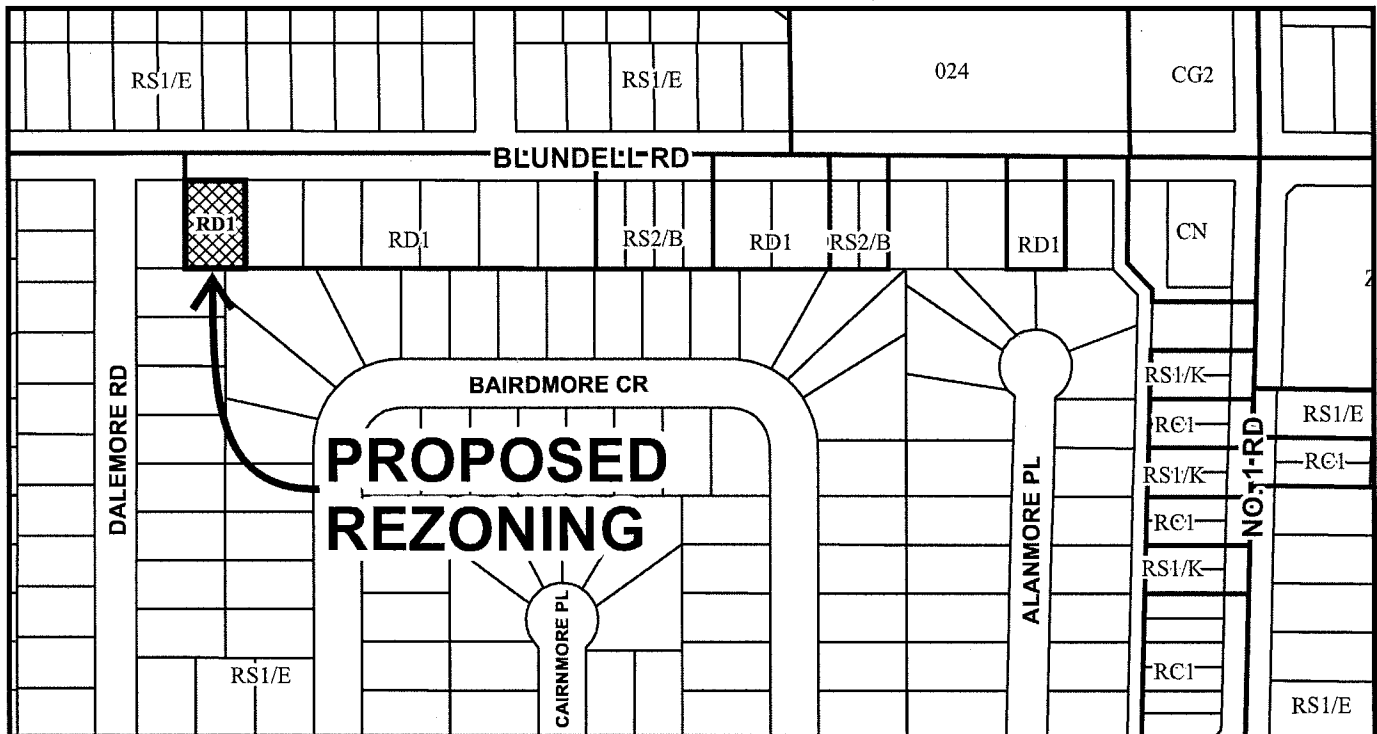 RS1/E
RS1/E
024
CG2
BLUNDELL RD
RD1
RD1
RS2/B
RD1
RS2/B
RD1
CN
Z
BAIRDMORE CR
DALEMORE RD
PROPOSED
REZONING
CAIRNMORE PL
ALANMORE PL
RS1/K
RC1
RS1/K
RC1
RS1/K
RC1
NO. 1 RD
RS1/E
RC1
RS1/E
RS1/E